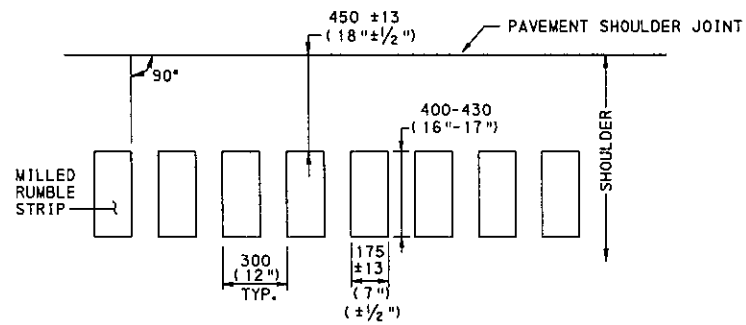 450 ±13
(18"±1/2")
PAVEMENT SHOULDER JOINT
90°
400-430
(16"-17")
SHOULDER
MILLED
RUMBLE
STRIP
300
(12")
TYP.
175
±13
(7")
(±1/2")